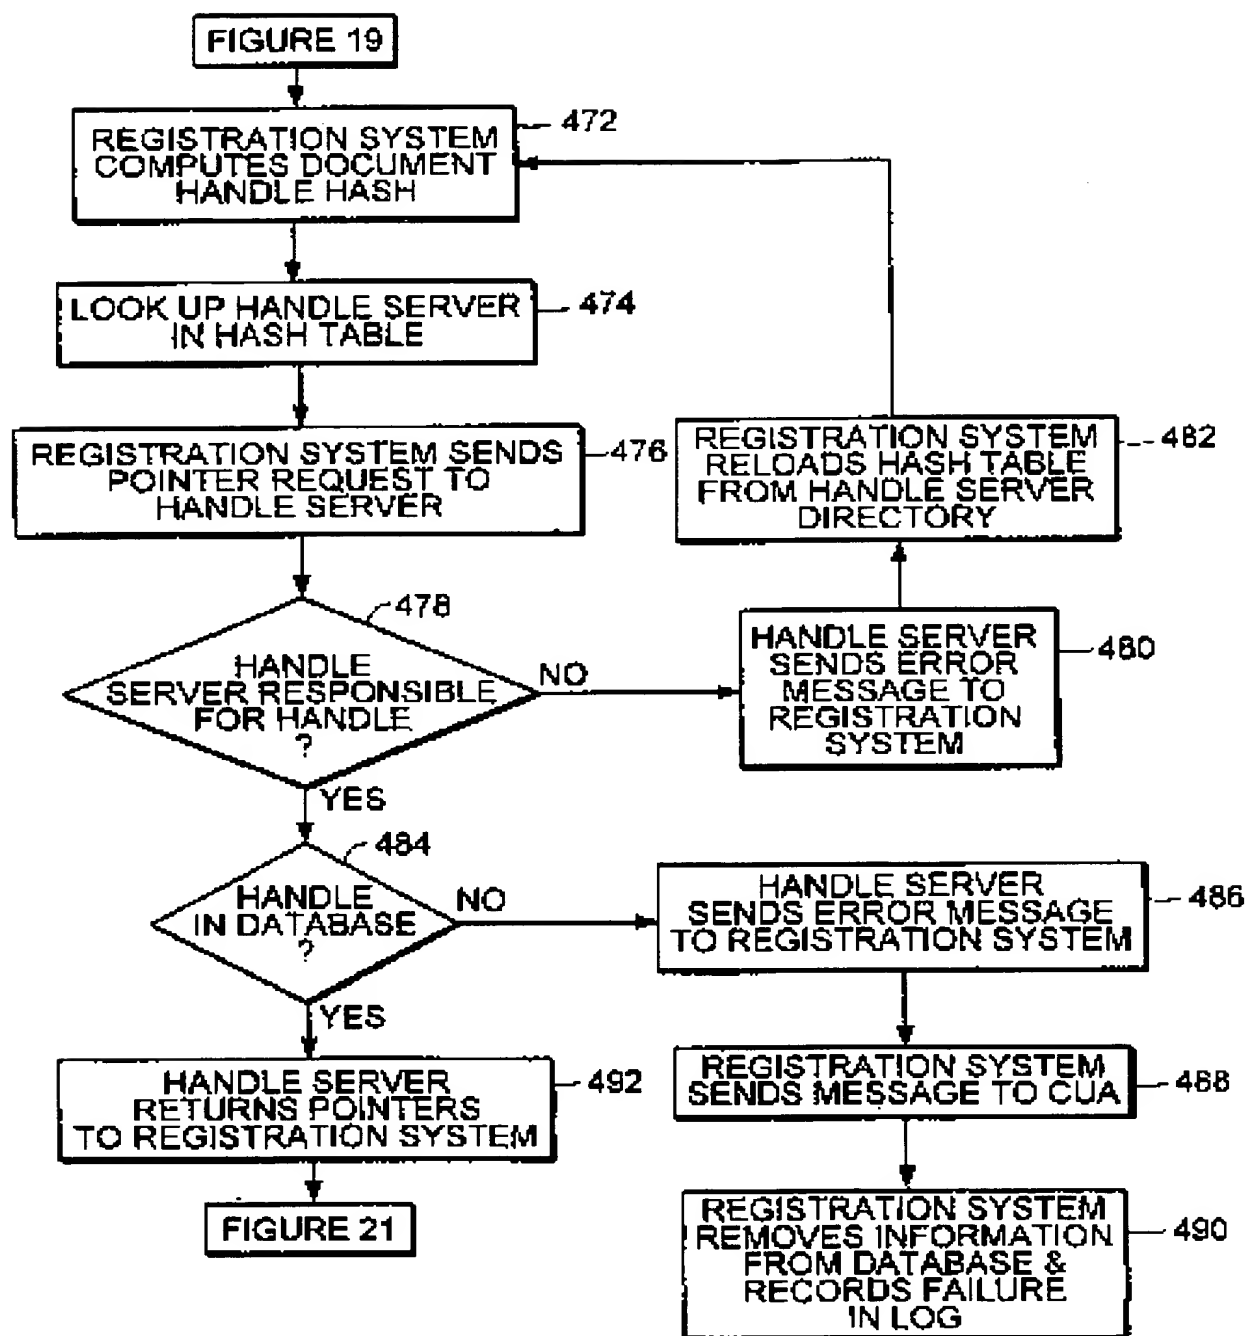 FIGURE 19
REGISTRATION SYSTEM
COMPUTES DOCUMENT
HANDLE HASH
472
LOOK UP HANDLE SERVER
IN HASH TABLE
474
REGISTRATION SYSTEM SENDS
POINTER REQUEST TO
HANDLE SERVER
476
REGISTRATION SYSTEM
RELOADS HASH TABLE
FROM HANDLE SERVER
DIRECTORY
482
478
HANDLE
SERVER RESPONSIBLE
FOR HANDLE
?
NO
HANDLE SERVER
SENDS ERROR
MESSAGE TO
REGISTRATION
SYSTEM
480
YES
484
HANDLE
IN DATABASE
?
NO
HANDLE SERVER
SENDS ERROR MESSAGE
TO REGISTRATION SYSTEM
486
YES
HANDLE SERVER
RETURNS POINTERS
TO REGISTRATION SYSTEM
492
REGISTRATION SYSTEM
SENDS MESSAGE TO CUA
488
FIGURE 21
REGISTRATION SYSTEM
REMOVES INFORMATION
FROM DATABASE &
RECORDS FAILURE
IN LOG
490